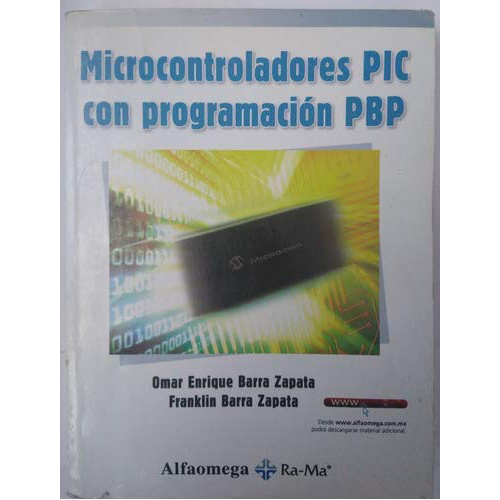 Microcontroladores PIC
con programación PBP
MICROCHIP
Omar Enrique Barra Zapata
Franklin Barra Zapata
www
Desde www.alfaomega.com.mx
podrá descargarse material adicional.
Alfaomega Ra-Ma®